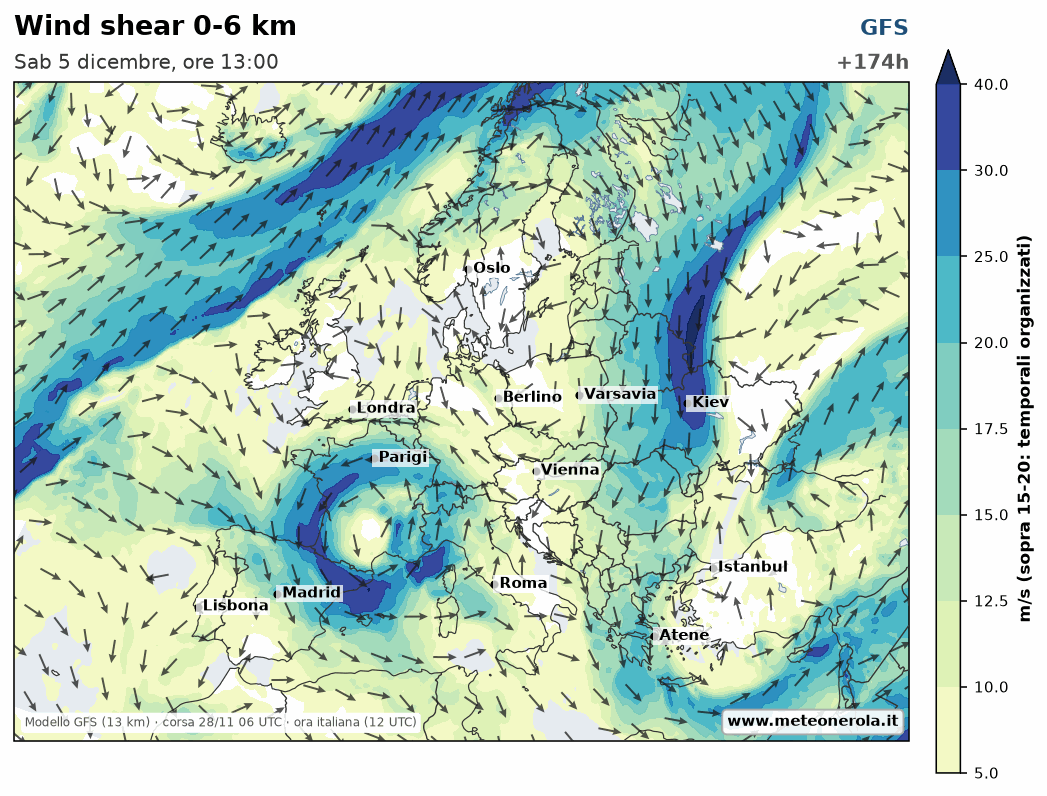 Wind shear 0-6 km
GFS
Sab 5 dicembre, ore 13:00
+174h
40.0
30.0
25.0
20.0
17.5
15.0
12.5
10.0
5.0
m/s (sopra 15-20: temporali organizzati)
Oslo
Berlino
Varsavia
Kiev
Londra
Parigi
Vienna
Istanbul
Roma
Madrid
Lisbona
Atene
Modello GFS (13 km) · corsa 28/11 06 UTC · ora italiana (12 UTC)
www.meteonerola.it